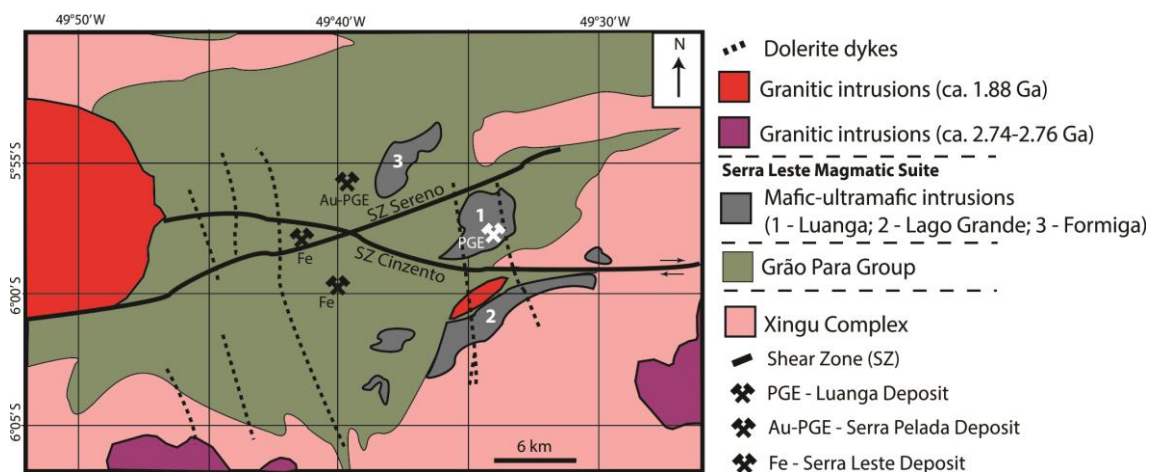 49°50'W
49°40'W
49°30'W
N
5°55'S
6°00'S
6°05'S
3
Au-PGE
SZ Sereno
1
PGE
Fe
SZ Cinzento
Fe
2
6 km
Dolerite dykes
Granitic intrusions (ca. 1.88 Ga)
Granitic intrusions (ca. 2.74-2.76 Ga)
Serra Leste Magmatic Suite
Mafic-ultramafic intrusions
(1 - Luanga; 2 - Lago Grande; 3 - Formiga)
Grão Para Group
Xingu Complex
Shear Zone (SZ)
PGE - Luanga Deposit
Au-PGE - Serra Pelada Deposit
Fe - Serra Leste Deposit